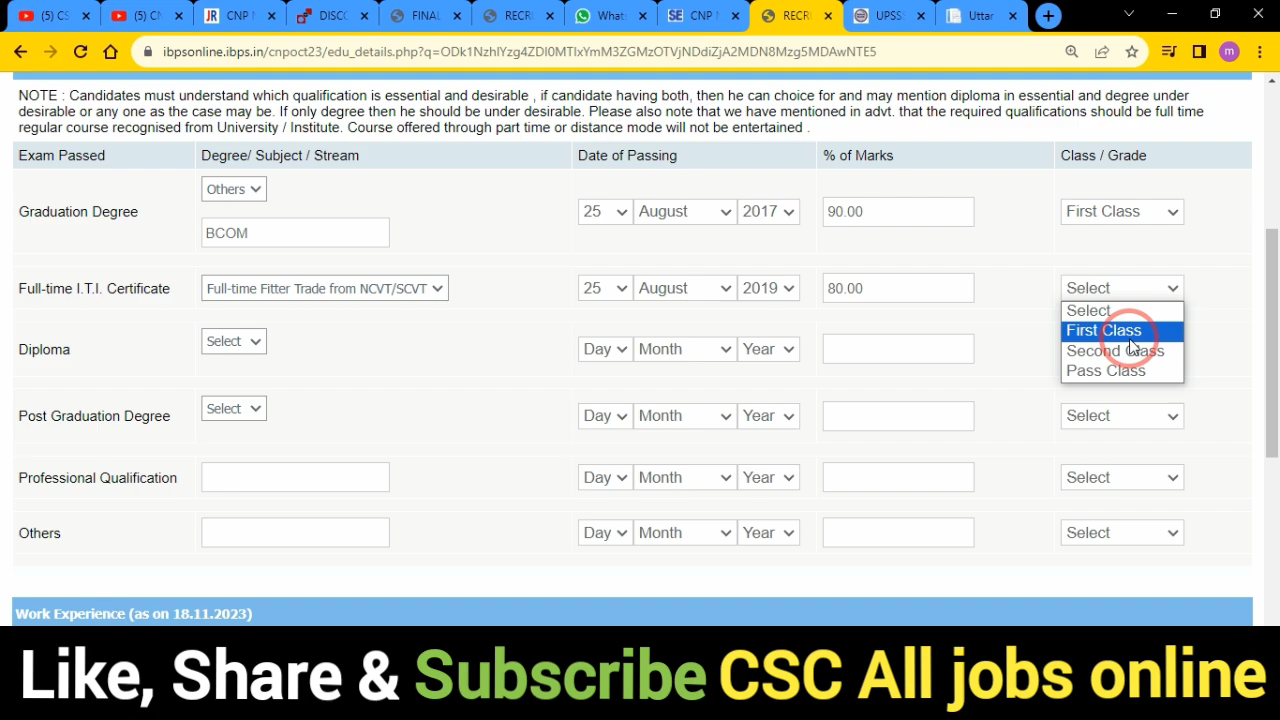 (5) CS
(5) CN
CNP
DISCO
FINAL
RECRU
Whats
CNP M
RECRU
UPSSS
Uttar
ibpsonline.ibps.in/cnpoct23/edu_details.php?q=ODk1NzhlYzg4ZDI0MTIxYmM3ZGMzOTVjNDdiZjA2MDN8Mzg5MDAwNTE5
m
NOTE : Candidates must understand which qualification is essential and desirable , if candidate having both, then he can choice for and may mention diploma in essential and degree under
desirable or any one as the case may be. If only degree then he should be under desirable. Please also note that we have mentioned in advt. that the required qualifications should be full time
regular course recognised from University / Institute. Course offered through part time or distance mode will not be entertained .
Exam Passed Degree/ Subject / Stream Date of Passing % of Marks Class / Grade
Others
Graduation Degree 25 August 2017 90.00 First Class
BCOM
Full-time I.T.I. Certificate Full-time Fitter Trade from NCVT/SCVT 25 August 2019 80.00 Select
Select
First Class
Second Class
Pass Class
Diploma Select Day Month Year
Post Graduation Degree Select Day Month Year Select
Professional Qualification Day Month Year Select
Others Day Month Year Select
Work Experience (as on 18.11.2023)
Like, Share & Subscribe CSC All jobs online